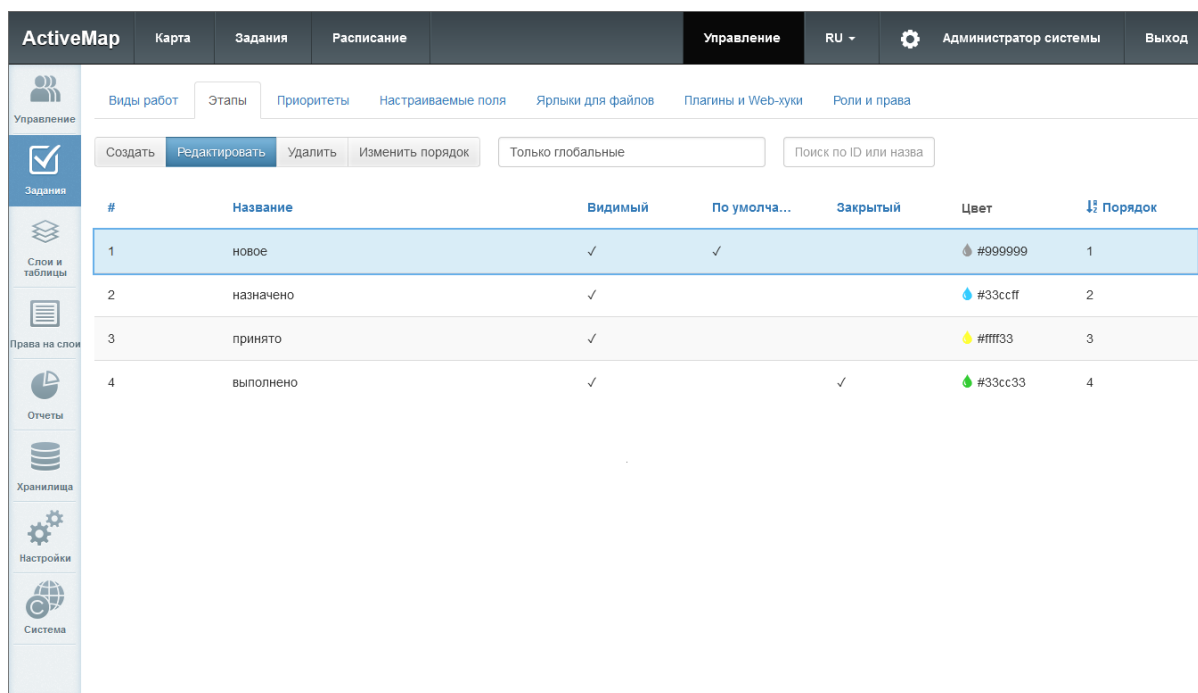 ActiveMap Карта Задания Расписание Управление RU Администратор системы Выход
Управление
Задания
Слои и
таблицы
Права на слои
Отчеты
Хранилища
Настройки
Система
Виды работ Этапы Приоритеты Настраиваемые поля Ярлыки для файлов Плагины и Web-хуки Роли и права
Создать Редактировать Удалить Изменить порядок Только глобальные Поиск по ID или назва
# Название Видимый По умолча... Закрытый Цвет Порядок
1 новое ✓ ✓ #999999 1
2 назначено ✓ #33ccff 2
3 принято ✓ #ffff33 3
4 выполнено ✓ ✓ #33cc33 4